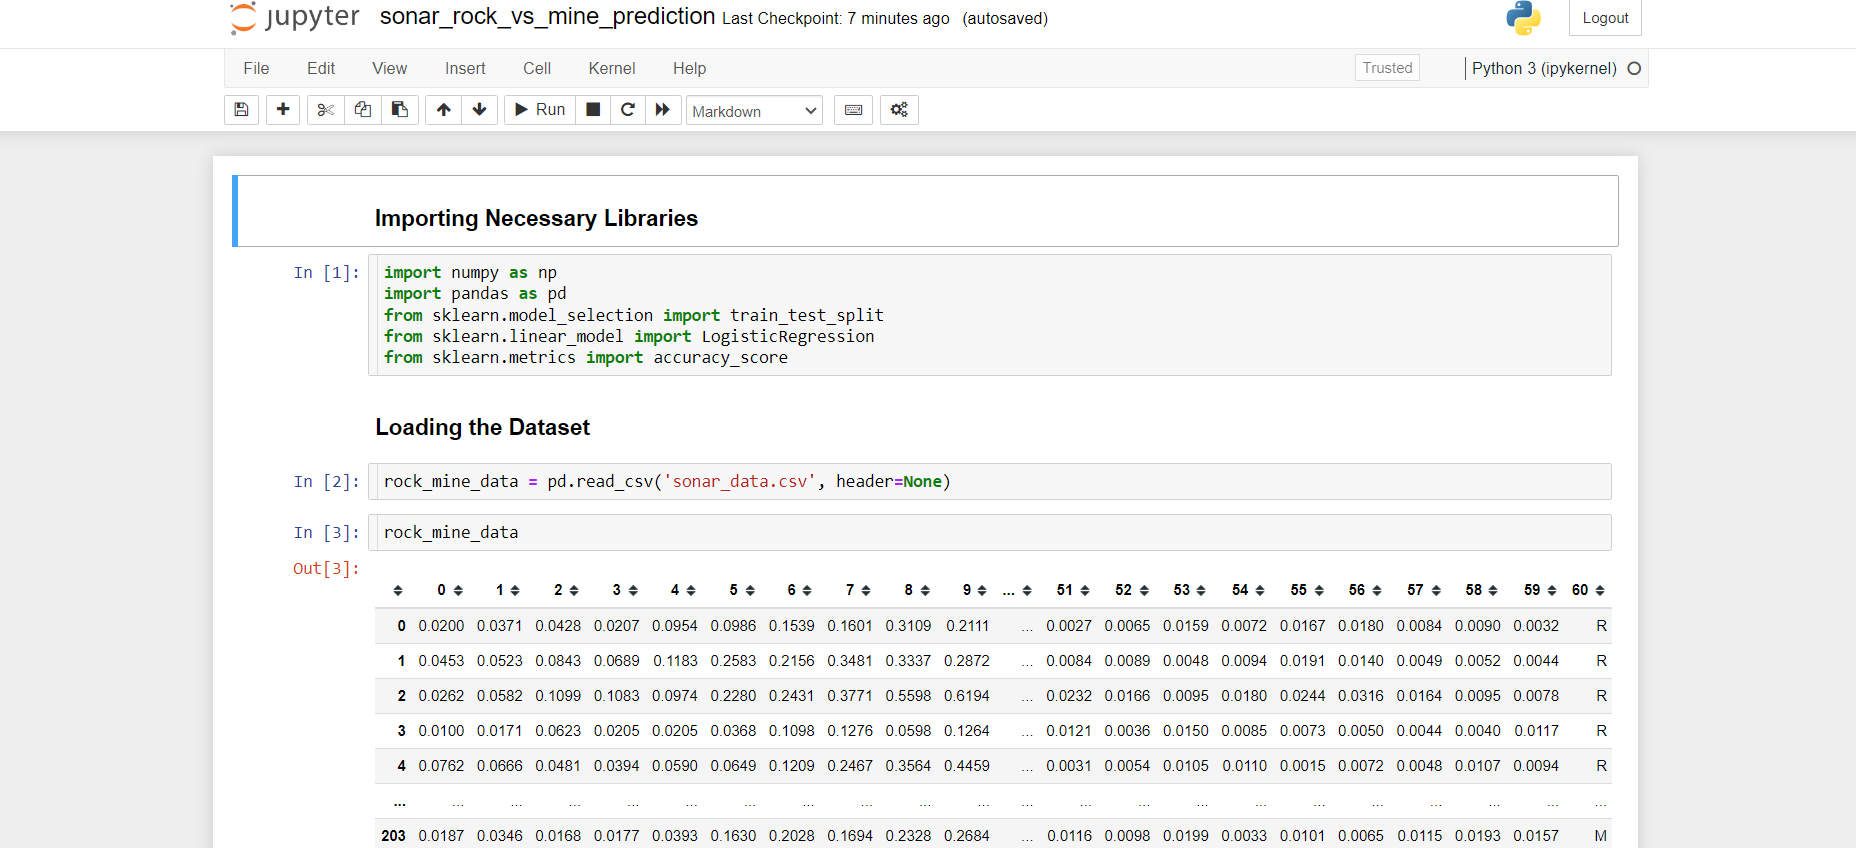 jupyter sonar_rock_vs_mine_prediction Last Checkpoint: 7 minutes ago (autosaved) Logout
File Edit View Insert Cell Kernel Help Trusted Python 3 (ipykernel)
Run Markdown
Importing Necessary Libraries
In [1]: import numpy as np
import pandas as pd
from sklearn.model_selection import train_test_split
from sklearn.linear_model import LogisticRegression
from sklearn.metrics import accuracy_score
Loading the Dataset
In [2]: rock_mine_data = pd.read_csv('sonar_data.csv', header=None)
In [3]: rock_mine_data
Out[3]:
0 1 2 3 4 5 6 7 8 9 ... 51 52 53 54 55 56 57 58 59 60
0 0.0200 0.0371 0.0428 0.0207 0.0954 0.0986 0.1539 0.1601 0.3109 0.2111 ... 0.0027 0.0065 0.0159 0.0072 0.0167 0.0180 0.0084 0.0090 0.0032 R
1 0.0453 0.0523 0.0843 0.0689 0.1183 0.2583 0.2156 0.3481 0.3337 0.2872 ... 0.0084 0.0089 0.0048 0.0094 0.0191 0.0140 0.0049 0.0052 0.0044 R
2 0.0262 0.0582 0.1099 0.1083 0.0974 0.2280 0.2431 0.3771 0.5598 0.6194 ... 0.0232 0.0166 0.0095 0.0180 0.0244 0.0316 0.0164 0.0095 0.0078 R
3 0.0100 0.0171 0.0623 0.0205 0.0205 0.0368 0.1098 0.1276 0.0598 0.1264 ... 0.0121 0.0036 0.0150 0.0085 0.0073 0.0050 0.0044 0.0040 0.0117 R
4 0.0762 0.0666 0.0481 0.0394 0.0590 0.0649 0.1209 0.2467 0.3564 0.4459 ... 0.0031 0.0054 0.0105 0.0110 0.0015 0.0072 0.0048 0.0107 0.0094 R
... ... ... ... ... ... ... ... ... ... ... ... ... ... ... ... ... ... ... ... ... ...
203 0.0187 0.0346 0.0168 0.0177 0.0393 0.1630 0.2028 0.1694 0.2328 0.2684 ... 0.0116 0.0098 0.0199 0.0033 0.0101 0.0065 0.0115 0.0193 0.0157 M